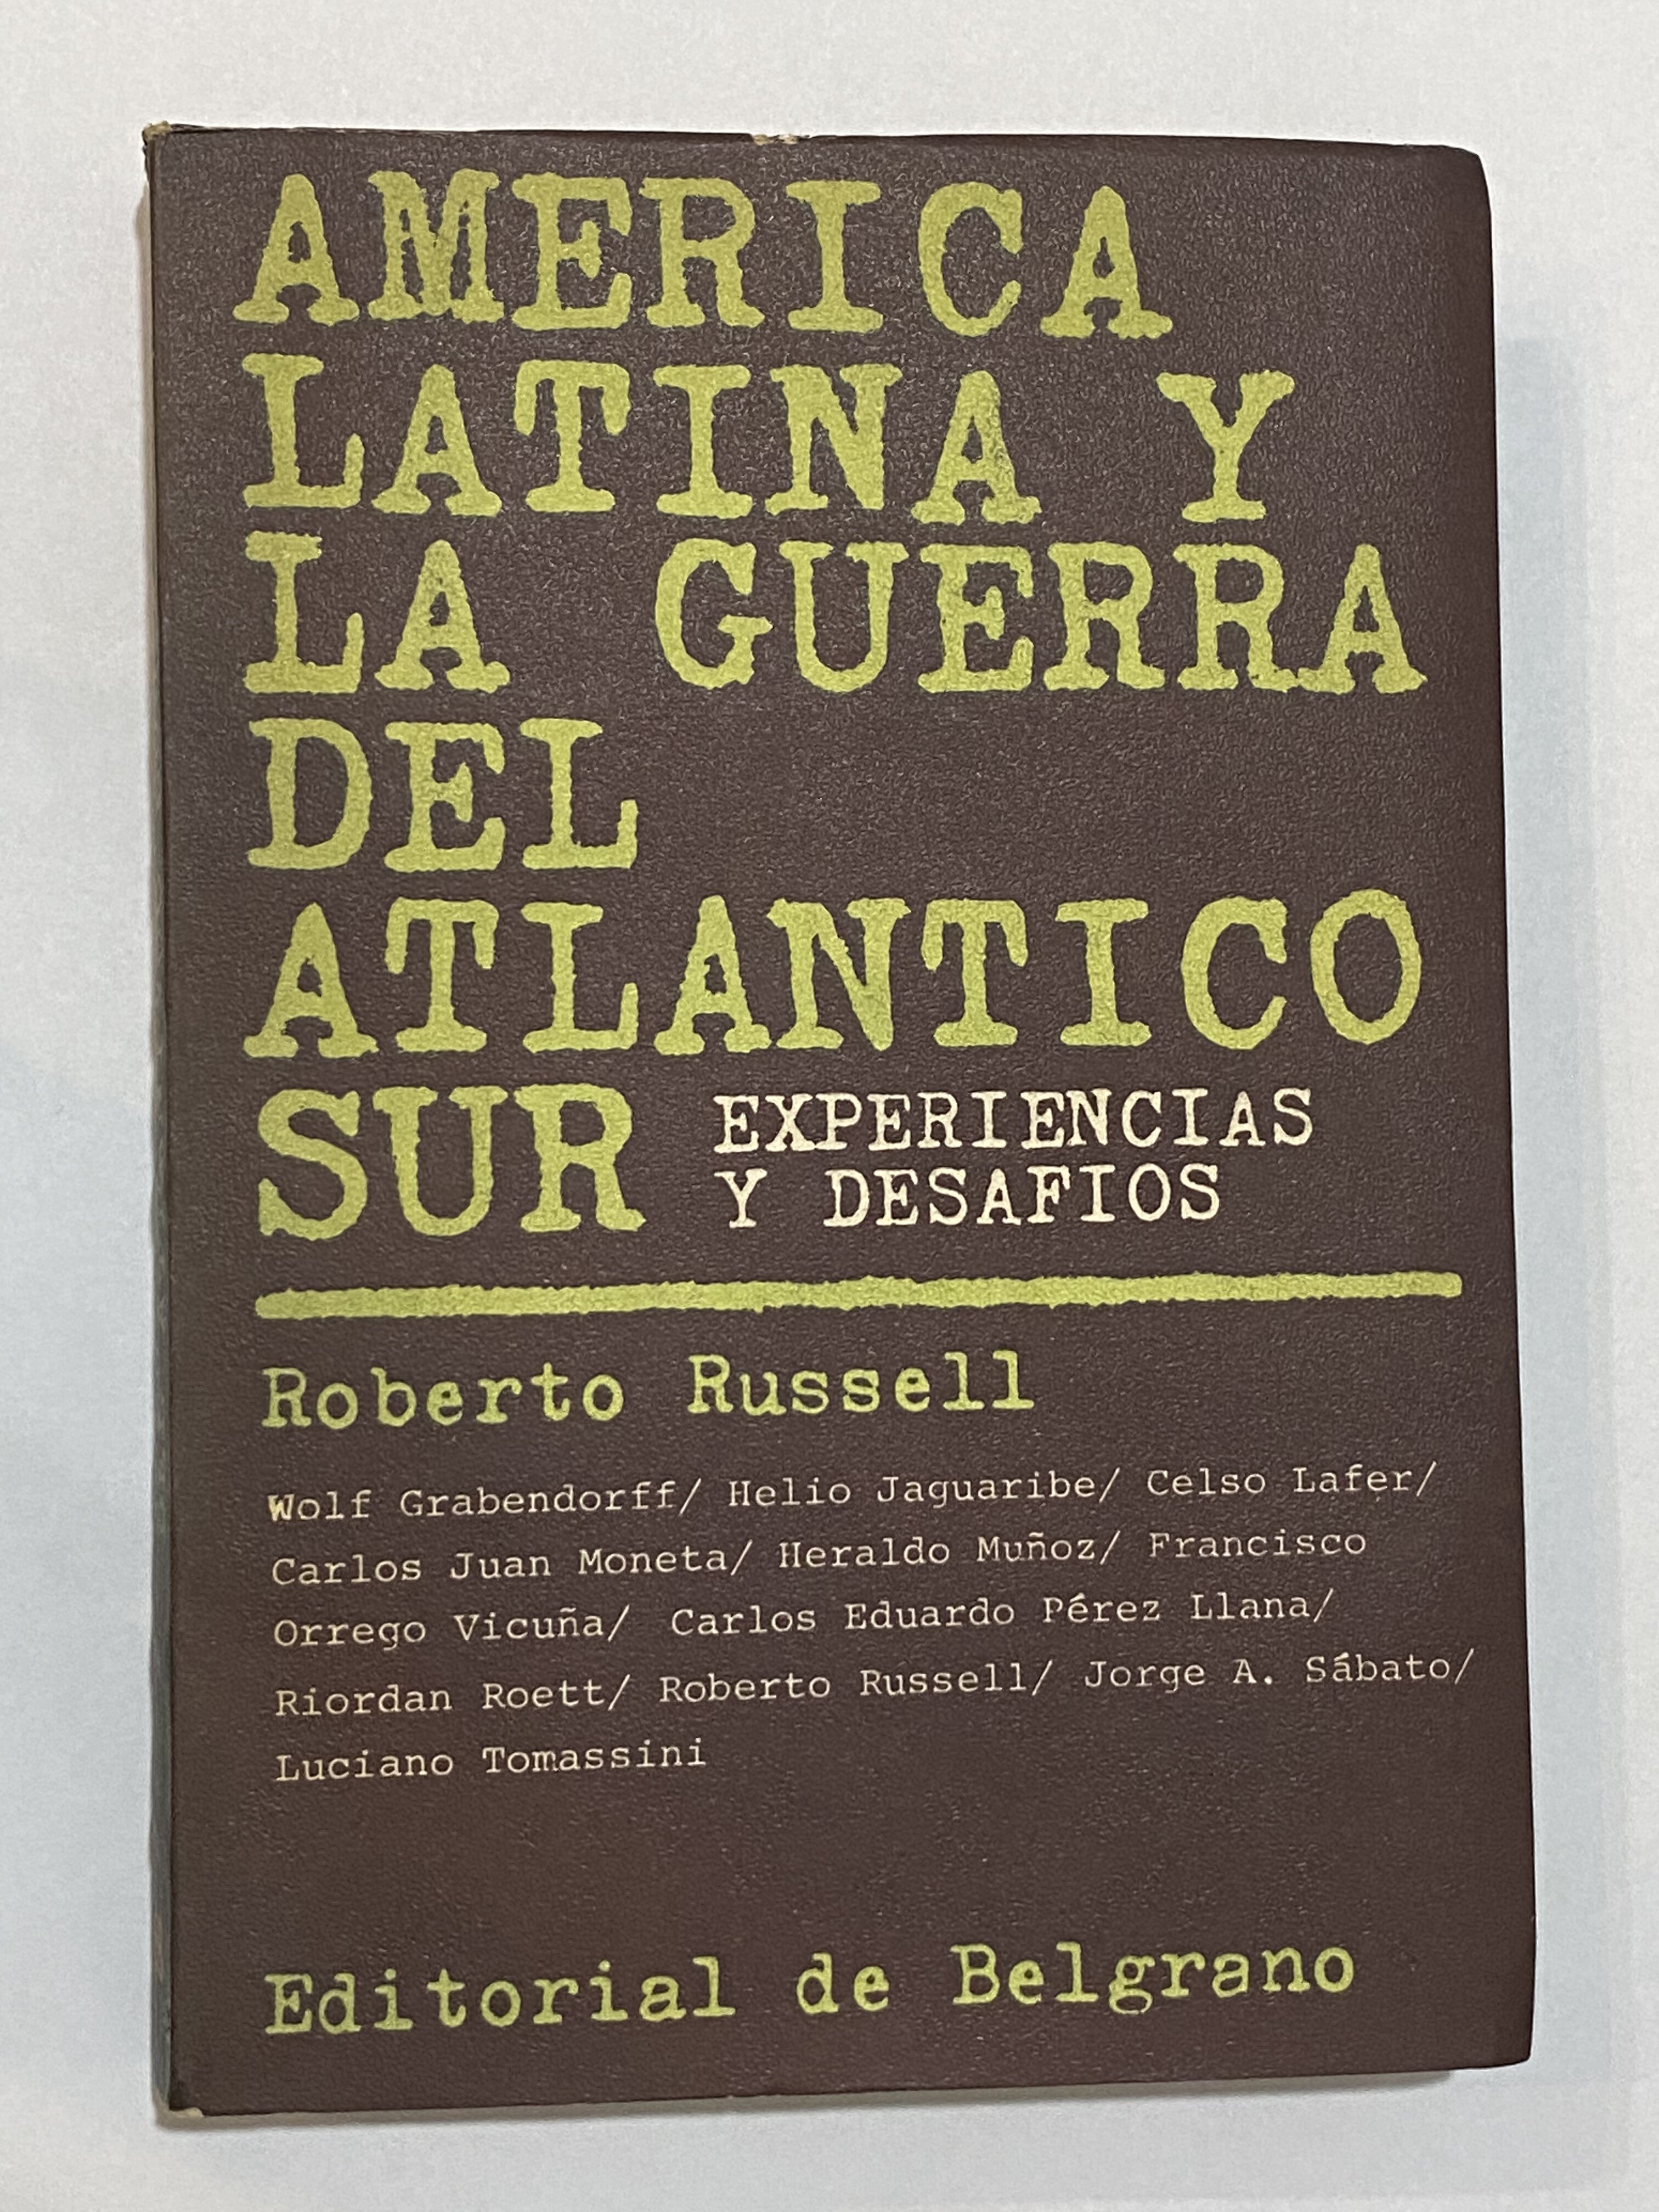 AMERICA
LATINA Y
LA GUERRA
DEL
ATLANTICO
SUR
EXPERIENCIAS
Y DESAFIOS
Roberto Russell
Wolf Grabendorff/ Helio Jaguaribe/ Celso Lafer/
Carlos Juan Moneta/ Heraldo Muñoz/ Francisco
Orrego Vicuña/ Carlos Eduardo Pérez Llana/
Riordan Roett/ Roberto Russell/ Jorge A. Sábato/
Luciano Tomassini
Editorial de Belgrano